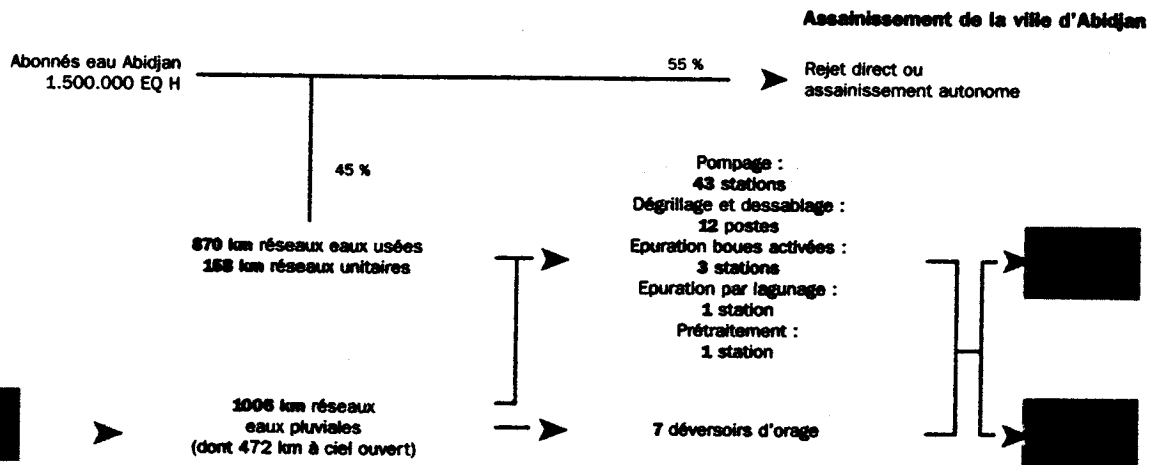 Assainissement de la ville d'Abidjan
Abonnés eau Abidjan
1.500.000 EQ H
55 %
Rejet direct ou
assainissement autonome
45 %
870 km réseaux eaux usées
158 km réseaux unitaires
Pompage :
43 stations
Dégrillage et dessablage :
12 postes
Epuration boues activées :
3 stations
Epuration par lagunage :
1 station
Prétraitement :
1 station
1006 km réseaux
eaux pluviales
(dont 472 km à ciel ouvert)
7 déversoirs d'orage